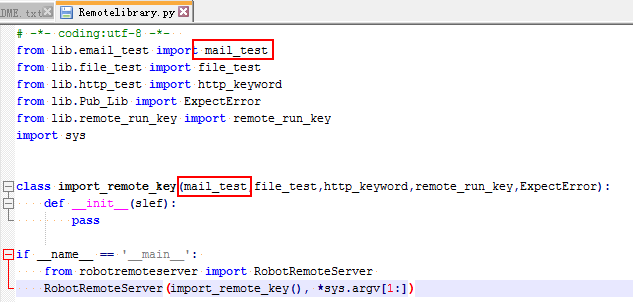 DME.txt Remotelibrary.py
# -*- coding:utf-8 -*-
from lib.email_test import mail_test
from lib.file_test import file_test
from lib.http_test import http_keyword
from lib.Pub_Lib import ExpectError
from lib.remote_run_key import remote_run_key
import sys
class import_remote_key(mail_test,file_test,http_keyword,remote_run_key,ExpectError):
def __init__(slef):
pass
if __name__ == '__main__':
from robotremoteserver import RobotRemoteServer
RobotRemoteServer(import_remote_key(), *sys.argv[1:])